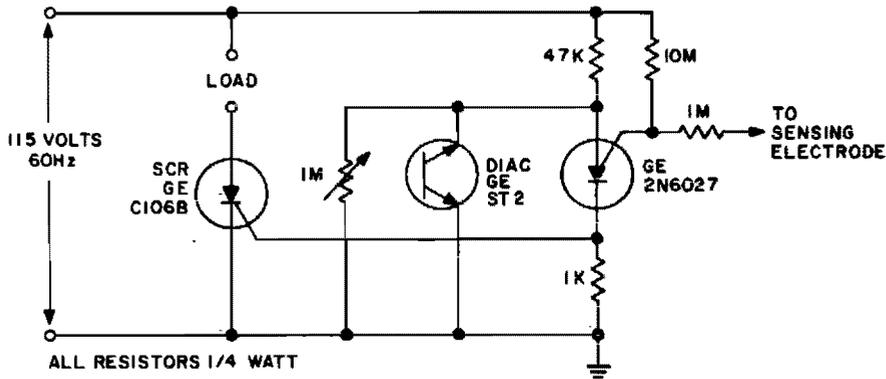 47K
10M
LOAD
1M
TO
SENSING
ELECTRODE
115 VOLTS
60Hz
SCR
GE
C106B
1M
DIAC
GE
ST2
GE
2N6027
1K
ALL RESISTORS 1/4 WATT